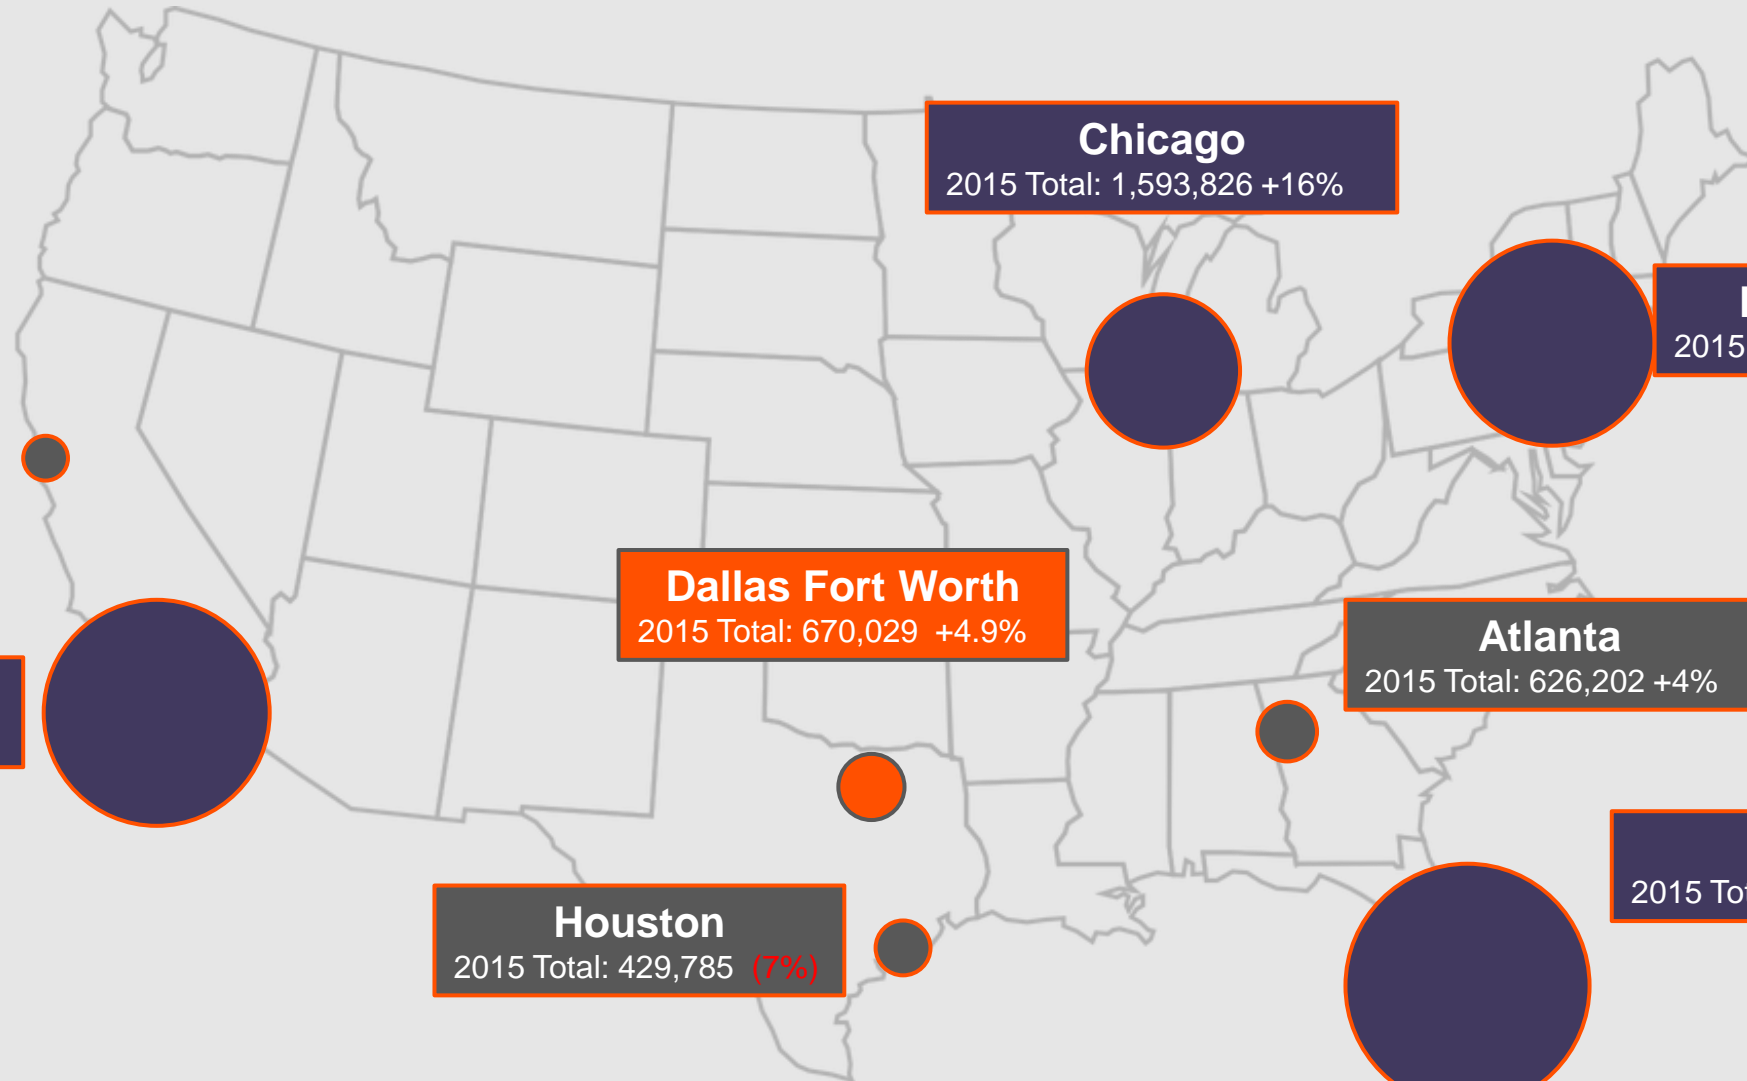 Chicago
2015 Total: 1,593,826 +16%
2015
Dallas Fort Worth
2015 Total: 670,029 +4.9%
Atlanta
2015 Total: 626,202 +4%
2015
Houston
2015 Total: 429,785 (7%)